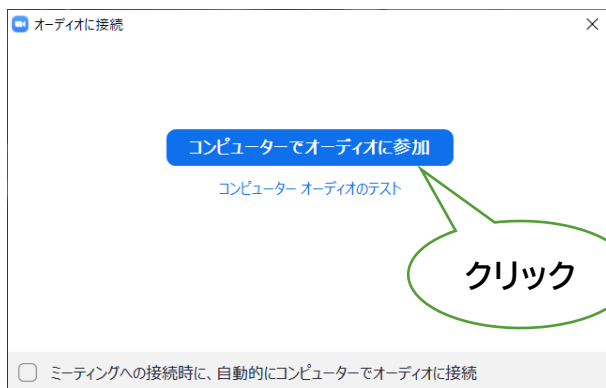 オーディオに接続
コンピューターでオーディオに参加
コンピューター オーディオのテスト
クリック
ミーティングへの接続時に、自動的にコンピューターでオーディオに接続